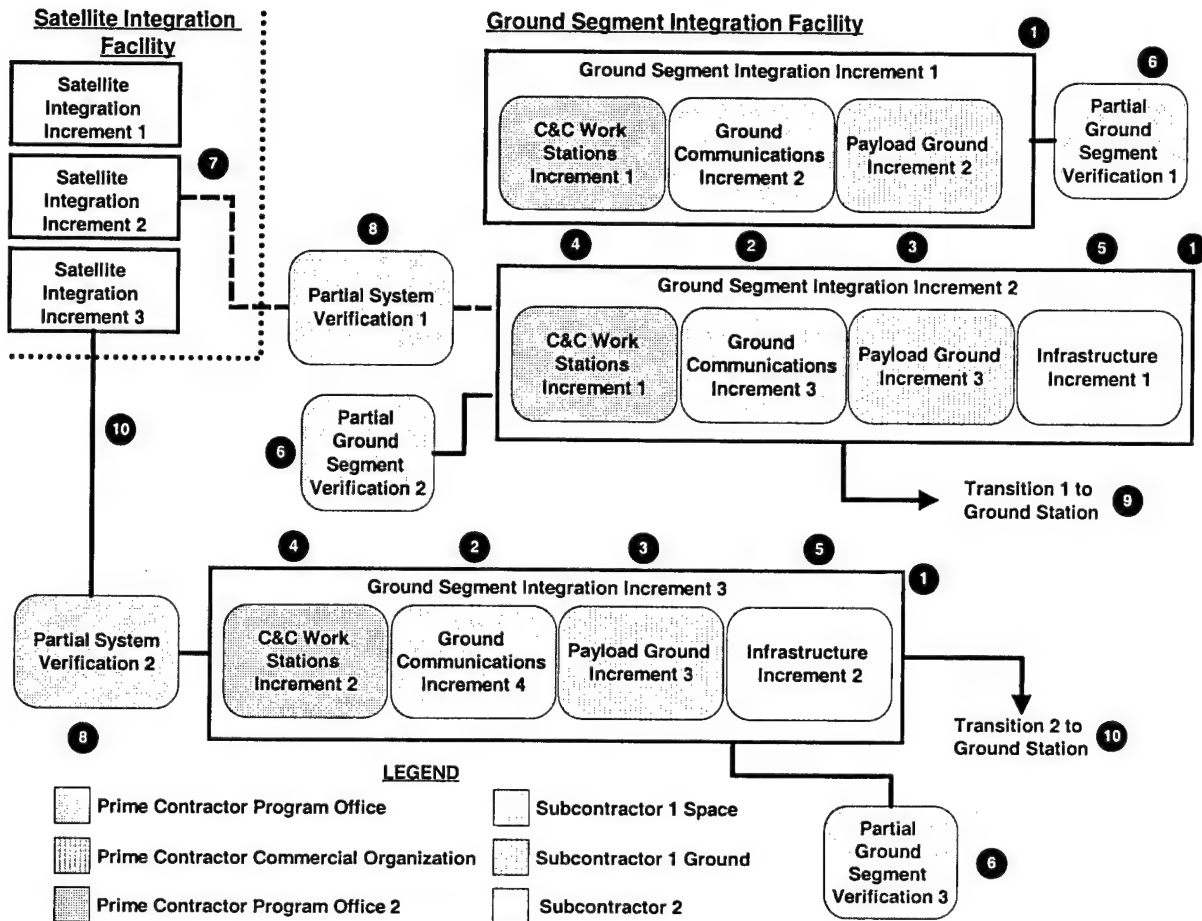 Satellite Integration
Facility
Satellite
Integration
Increment 1
Satellite
Integration
Increment 2
Satellite
Integration
Increment 3
7
10
Ground Segment Integration Facility
1
Ground Segment Integration Increment 1
C&C Work
Stations
Increment 1
Ground
Communications
Increment 2
Payload Ground
Increment 2
6
Partial
Ground
Segment
Verification 1
8
Partial System
Verification 1
4
2
3
5
1
Ground Segment Integration Increment 2
C&C Work
Stations
Increment 1
Ground
Communications
Increment 3
Payload Ground
Increment 3
Infrastructure
Increment 1
6
Partial
Ground
Segment
Verification 2
Transition 1 to
Ground Station
9
4
2
3
5
1
Ground Segment Integration Increment 3
Partial System
Verification 2
8
C&C Work
Stations
Increment 2
Ground
Communications
Increment 4
Payload Ground
Increment 3
Infrastructure
Increment 2
Transition 2 to
Ground Station
10
Partial
Ground
Segment
Verification 3
6
LEGEND
Prime Contractor Program Office
Prime Contractor Commercial Organization
Prime Contractor Program Office 2
Subcontractor 1 Space
Subcontractor 1 Ground
Subcontractor 2